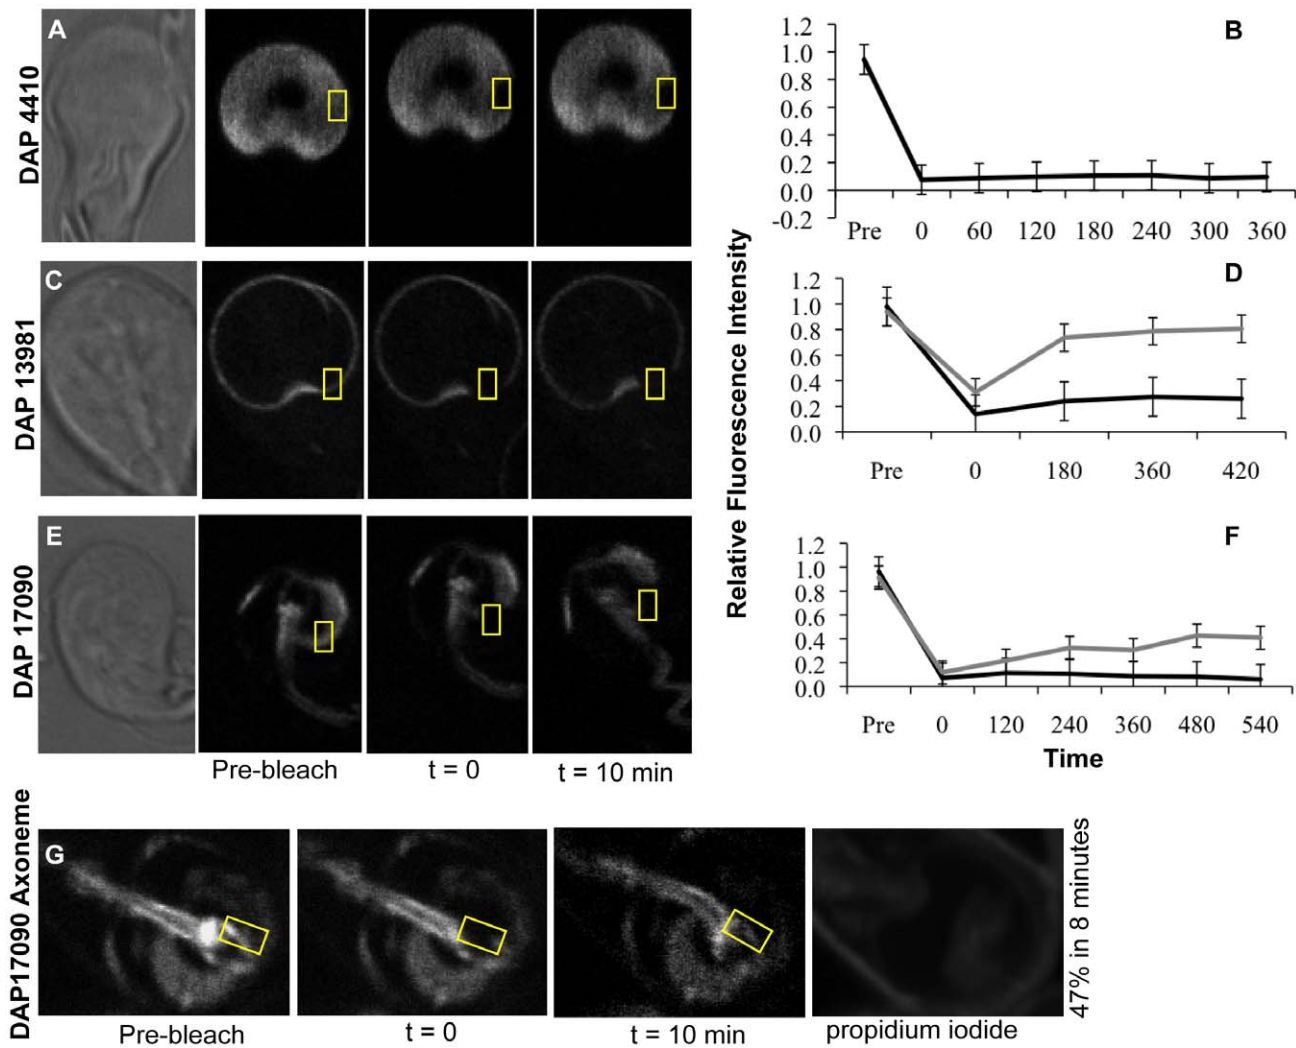 A
DAP 4410
B
1.2
1.0
0.8
0.6
0.4
0.2
0.0
-0.2
Pre 0 60 120 180 240 300 360
C
DAP 13981
D
1.2
1.0
0.8
0.6
0.4
0.2
0.0
Pre 0 180 360 420
Relative Fluorescence Intensity
E
DAP 17090
F
1.2
1.0
0.8
0.6
0.4
0.2
0.0
Pre 0 120 240 360 480 540
Time
Pre-bleach t = 0 t = 10 min
G
DAP17090 Axoneme
47% in 8 minutes
Pre-bleach t = 0 t = 10 min propidium iodide